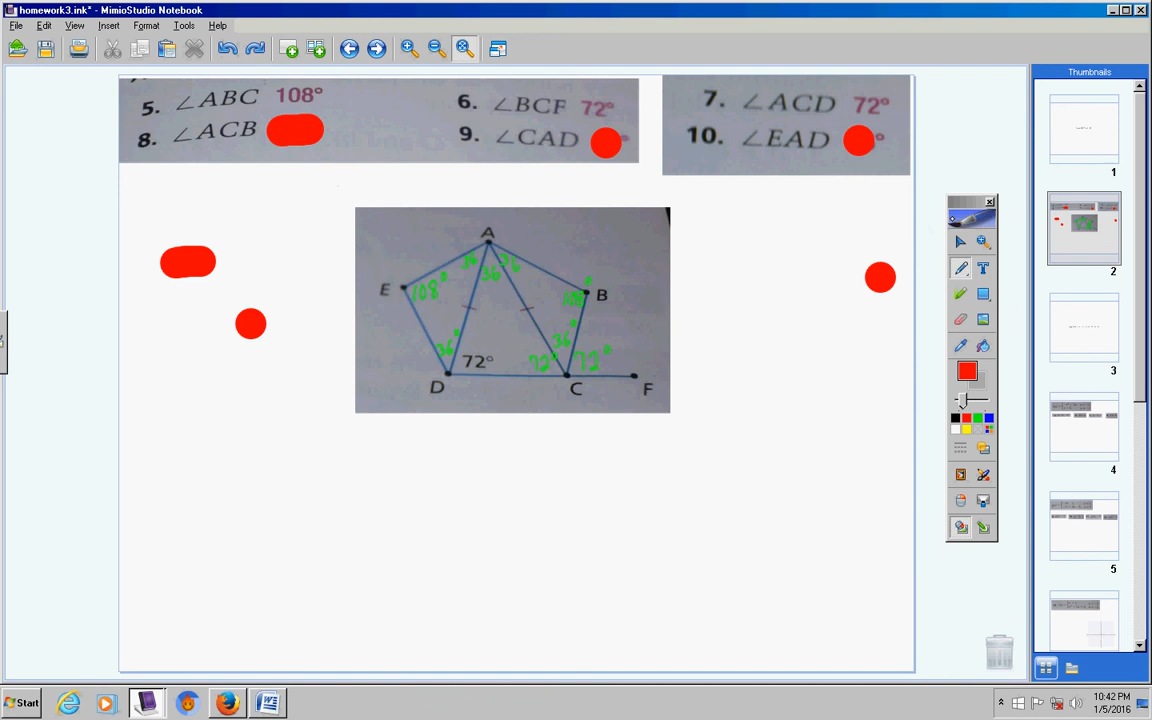 homework3.ink* - MimioStudio Notebook
File Edit View Insert Format Tools Help
Thumbnails
5. ∠ABC 108° 6. ∠BCF 72° 7. ∠ACD 72°
8. ∠ACB 9. ∠CAD ° 10. ∠EAD °
A
36 36 36
E 108° 108° B
36° 72° 72° 36° 72°
D C F
T
1
2
3
4
5
Start
10:42 PM
1/5/2016